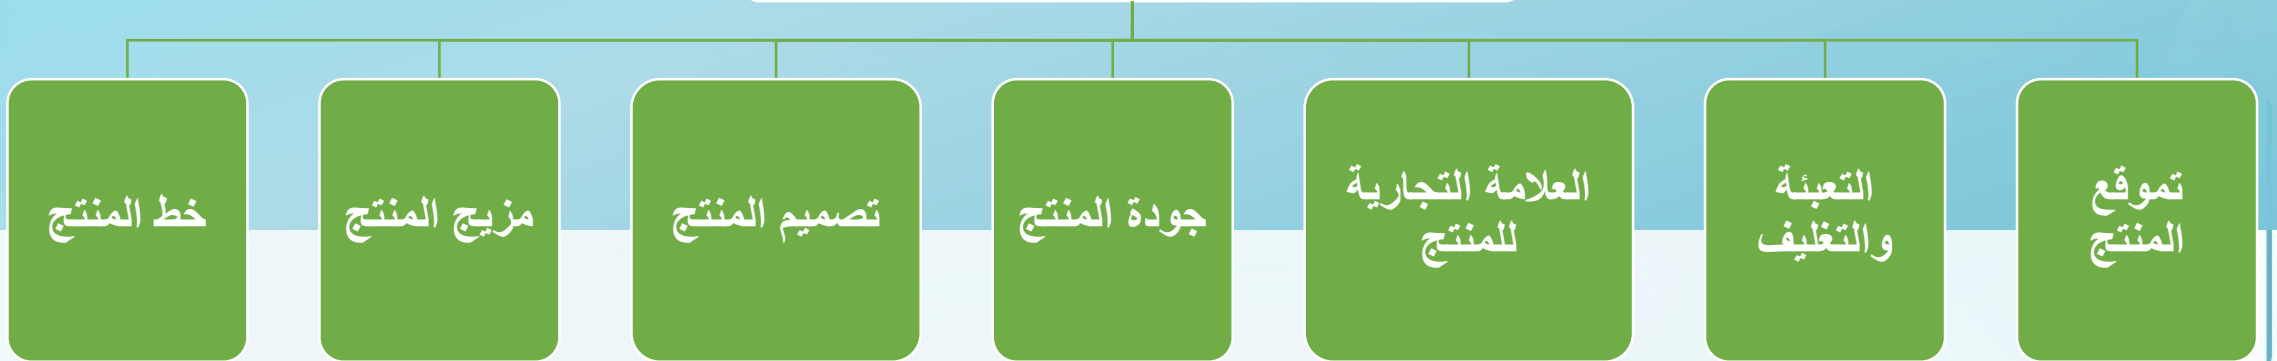 تموقع
المنتج
التعبئة
والتغليف
العلامة التجارية
للمنتج
جودة المنتج
تصميم المنتج
مزيج المنتج
خط المنتج